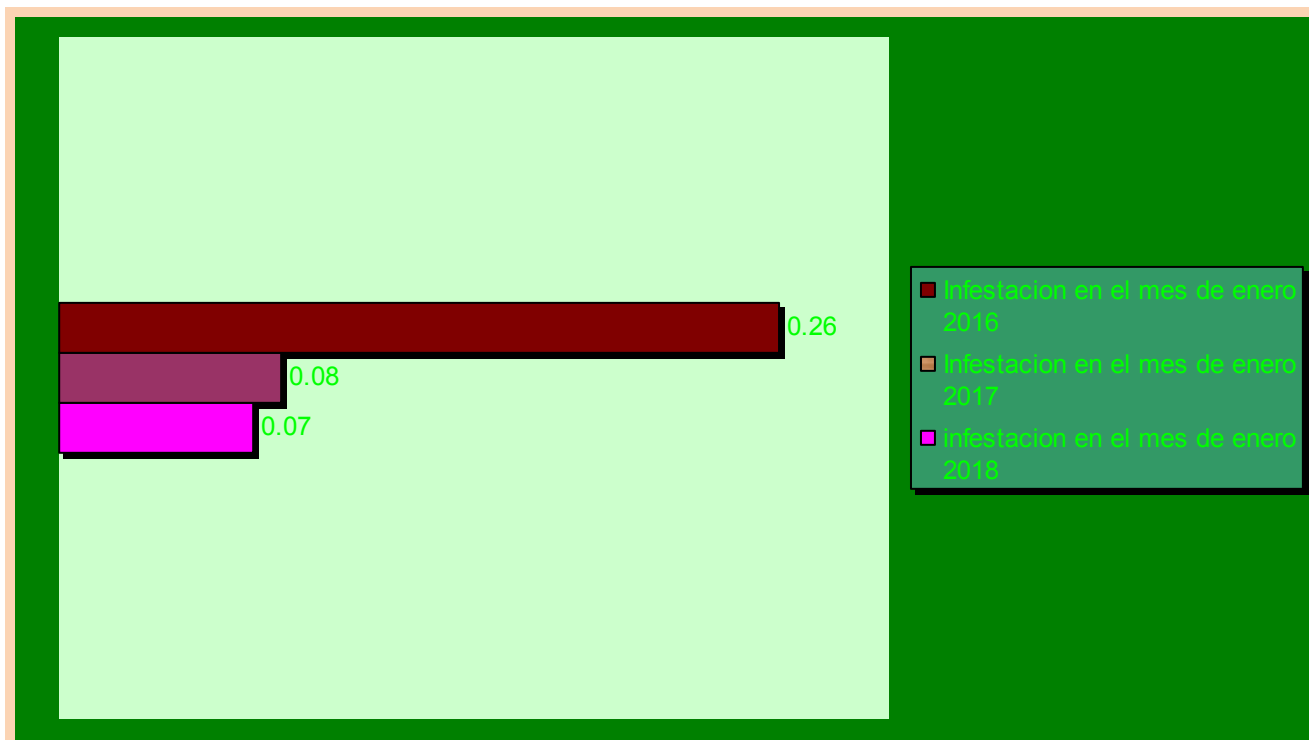 0.26
0.08
0.07
Infestacion en el mes de enero
2016
Infestacion en el mes de enero
2017
infestacion en el mes de enero
2018